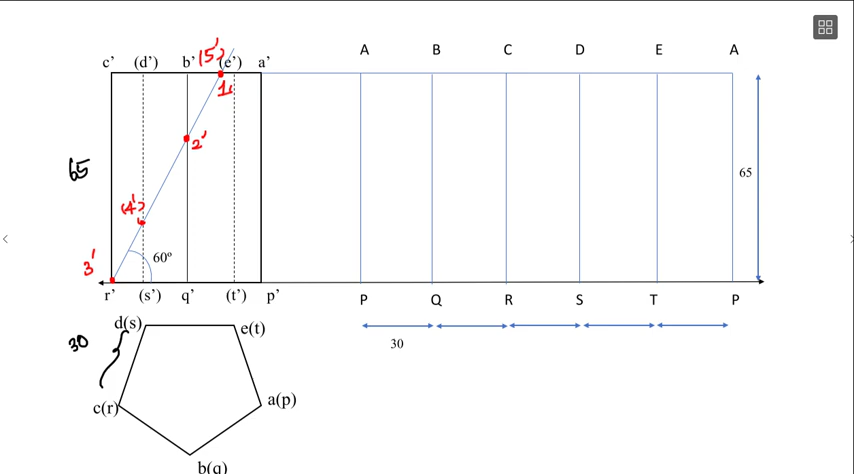 c' (d') b' (5') (e') a' A B C D E A
1'
2'
65
65
(4')
60º
3'
r' (s') q' (t') p' P Q R S T P
d(s) e(t)
30 30
c(r) a(p)
b(q)